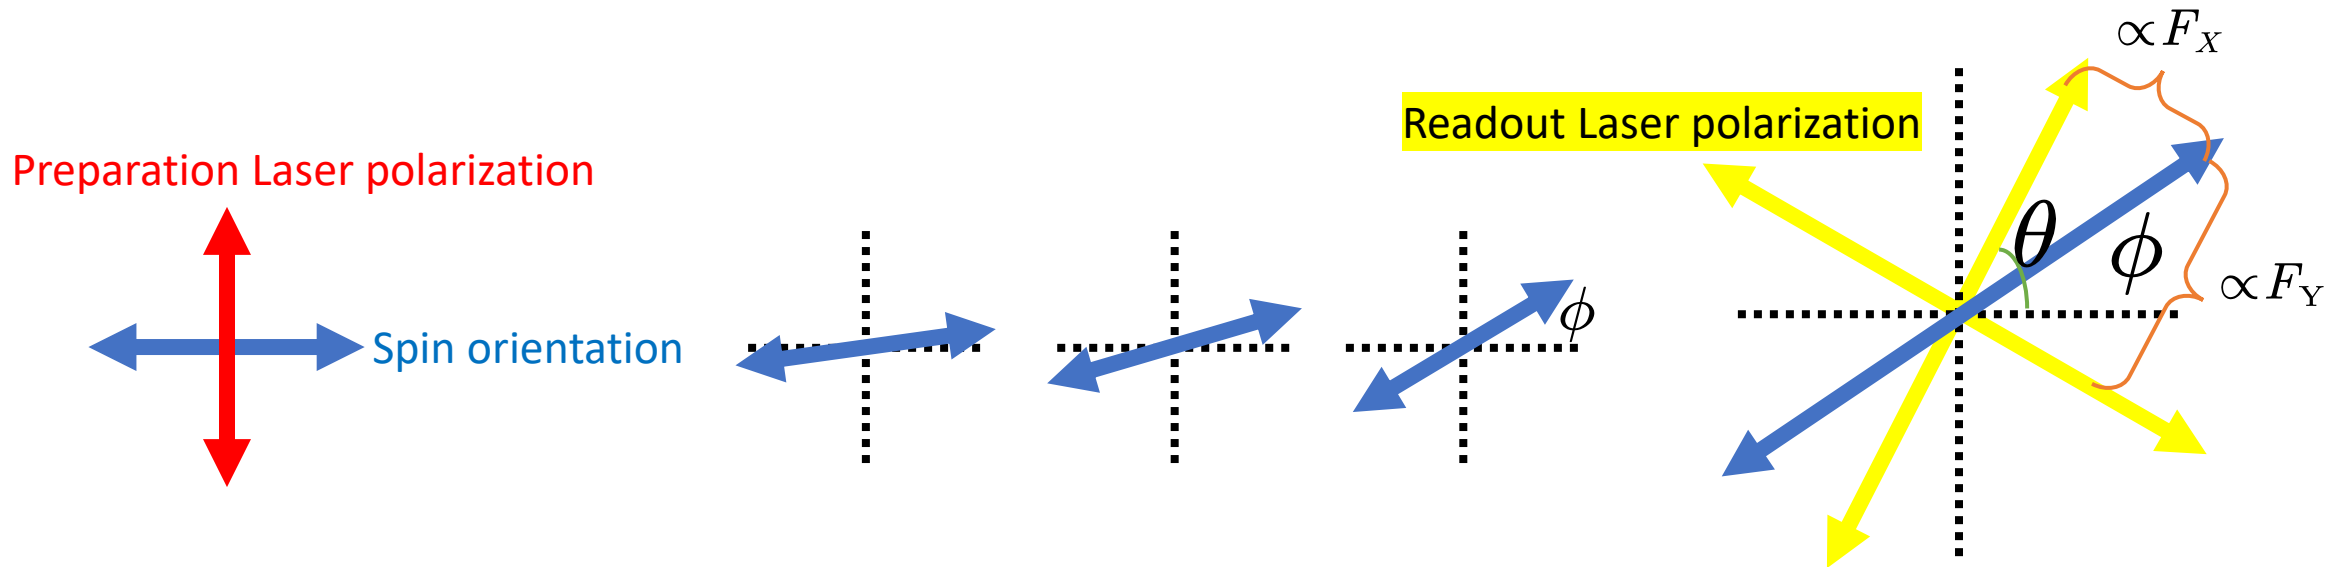 Preparation Laser polarization
Spin orientation
ϕ
Readout Laser polarization
∝F_X
θ
ϕ
∝F_Y